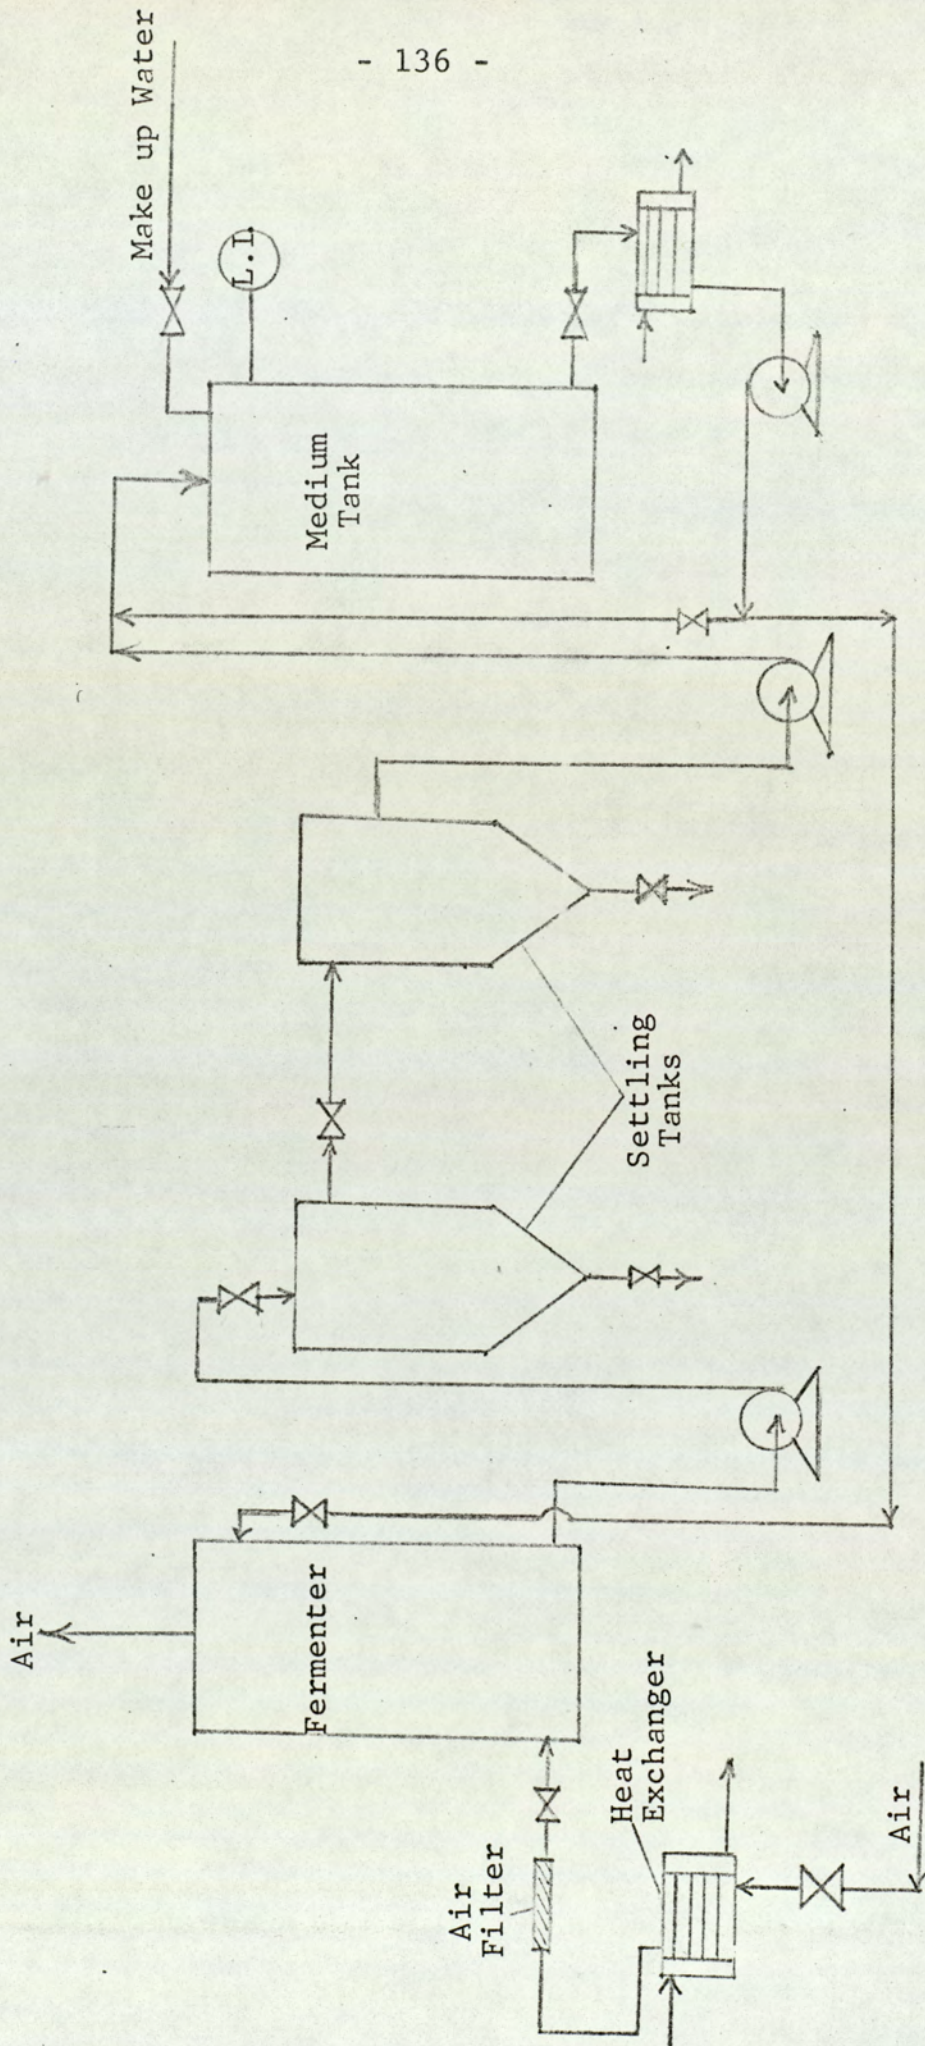 - 136 -
Make up Water
L.I.
Medium
Tank
Settling
Tanks
Air
Fermenter
Heat
Exchanger
Air
Filter
Air